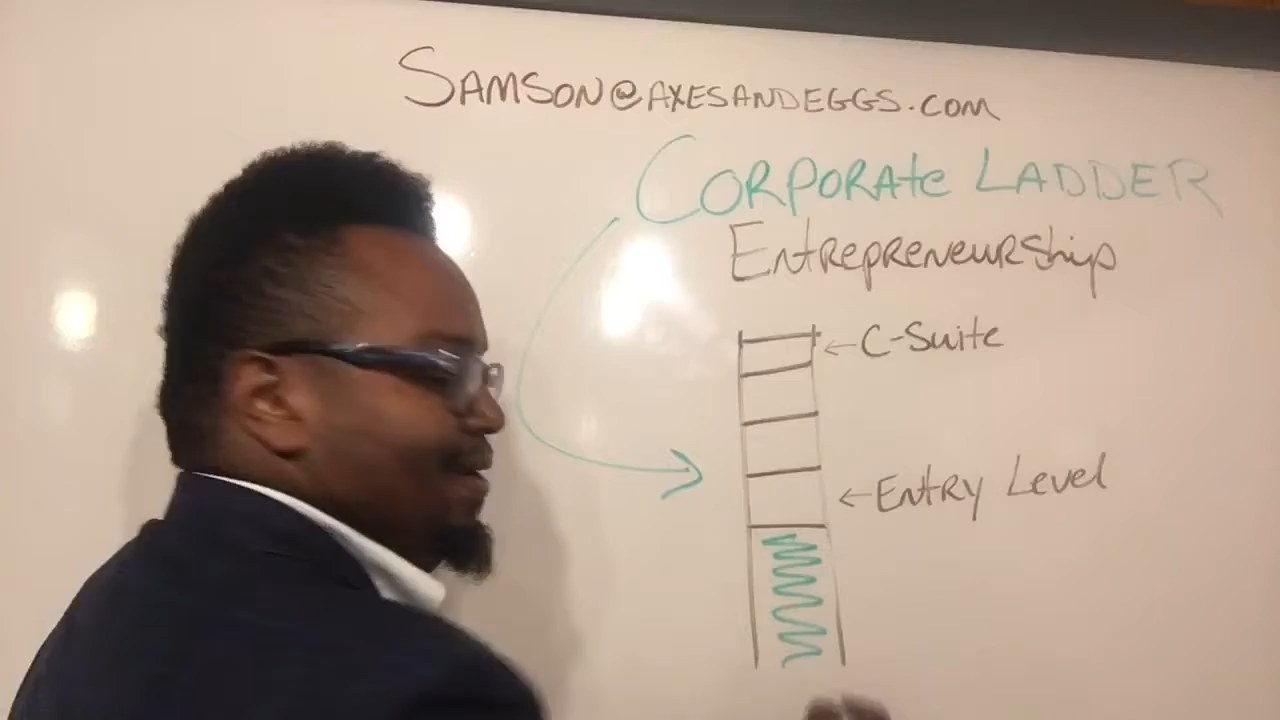 SAMSON@AXESANDEGGS.COM
CORPORATE LADDER
ENTREPRENEURSHIP
←C-Suite
←ENTRY LEVEL